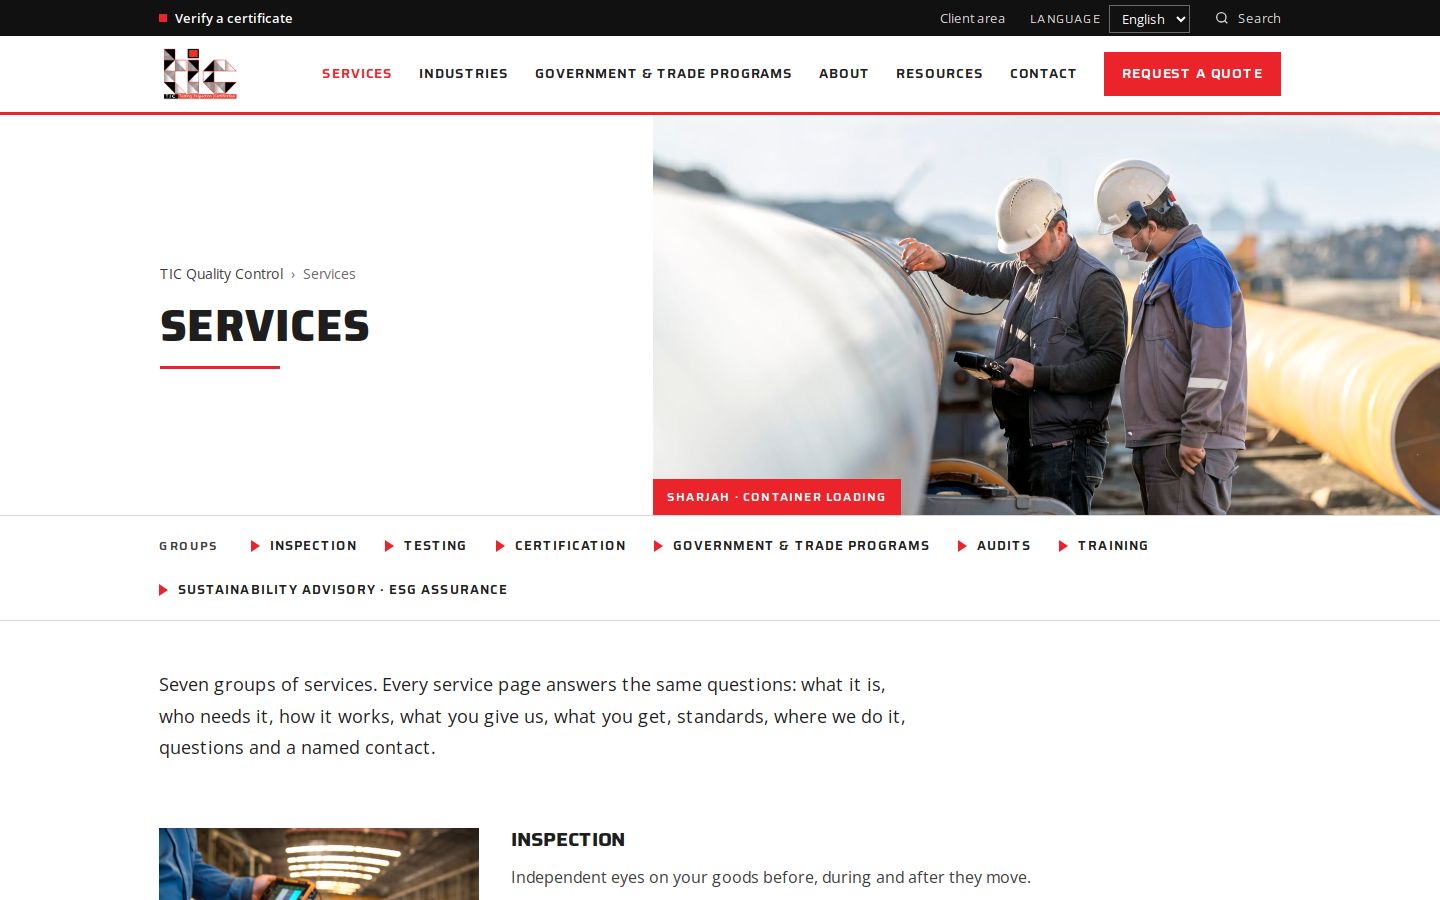 Verify a certificate
Client area
LANGUAGE
English
Search
tic
SERVICES
INDUSTRIES
GOVERNMENT & TRADE PROGRAMS
ABOUT
RESOURCES
CONTACT
REQUEST A QUOTE
TIC Quality Control › Services
SERVICES
SHARJAH · CONTAINER LOADING
GROUPS
INSPECTION
TESTING
CERTIFICATION
GOVERNMENT & TRADE PROGRAMS
AUDITS
TRAINING
SUSTAINABILITY ADVISORY · ESG ASSURANCE
Seven groups of services. Every service page answers the same questions: what it is,
who needs it, how it works, what you give us, what you get, standards, where we do it,
questions and a named contact.
INSPECTION
Independent eyes on your goods before, during and after they move.